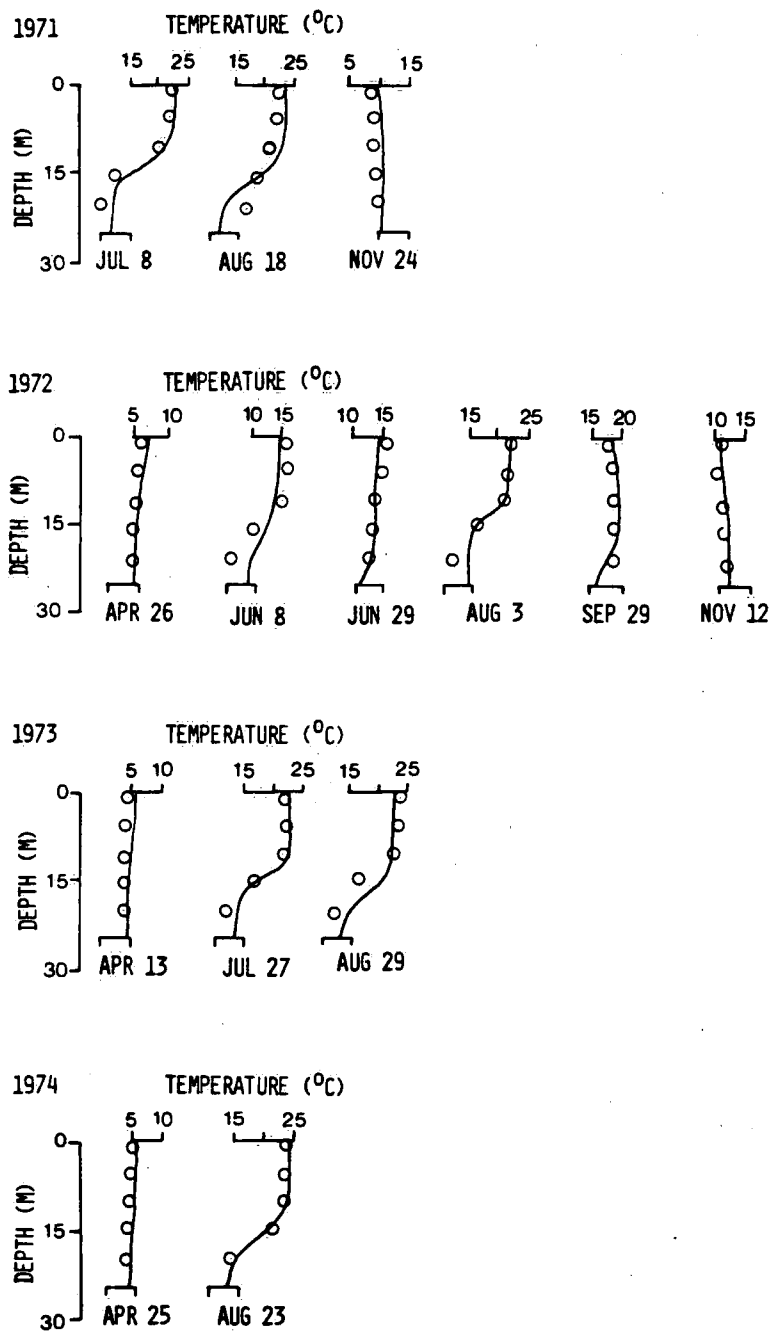 1971 TEMPERATURE (°C)
15 25 15 25 5 15
0
15
30
DEPTH (M)
JUL 8 AUG 18 NOV 24
1972 TEMPERATURE (°C)
5 10 10 15 10 15 15 25 15 20 10 15
0
15
30
DEPTH (M)
APR 26 JUN 8 JUN 29 AUG 3 SEP 29 NOV 12
1973 TEMPERATURE (°C)
5 10 15 25 15 25
0
15
30
DEPTH (M)
APR 13 JUL 27 AUG 29
1974 TEMPERATURE (°C)
5 10 15 25
0
15
30
DEPTH (M)
APR 25 AUG 23